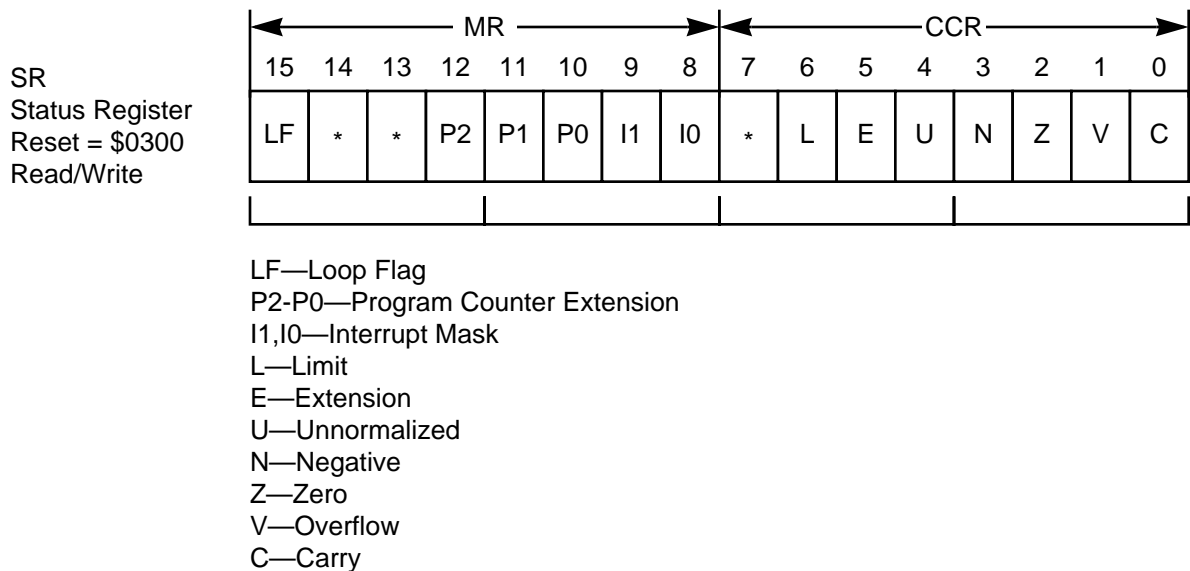 MR CCR
15 14 13 12 11 10 9 8 7 6 5 4 3 2 1 0
SR
Status Register
Reset = $0300
Read/Write
LF * * P2 P1 P0 I1 I0 * L E U N Z V C
LF—Loop Flag
P2-P0—Program Counter Extension
I1,I0—Interrupt Mask
L—Limit
E—Extension
U—Unnormalized
N—Negative
Z—Zero
V—Overflow
C—Carry